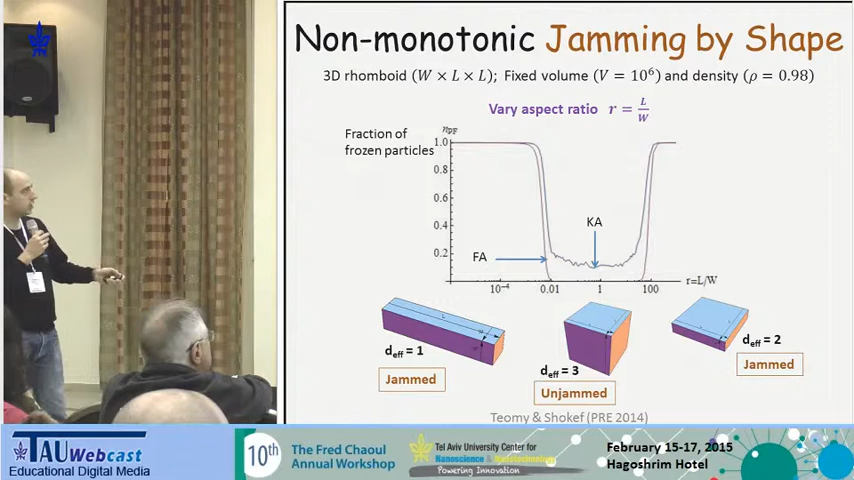 Non-monotonic Jamming by Shape
3D rhomboid (W × L × L); Fixed volume (V = 10⁶) and density (ρ = 0.98)
Vary aspect ratio r = L/W
Fraction of
frozen particles
n_PF
1.0
0.8
0.6
0.4
0.2
KA
FA
10⁻⁴
0.01
1
100
r=L/W
L
d_eff = 1
Jammed
d_eff = 3
Unjammed
d_eff = 2
Jammed
Teomy & Shokef (PRE 2014)
TAU Webcast
Educational Digital Media
10th
The Fred Chaoul
Annual Workshop
Tel Aviv University Center for
Nanoscience & Nanotechnology
Powering Innovation
February 15-17, 2015
Hagoshrim Hotel